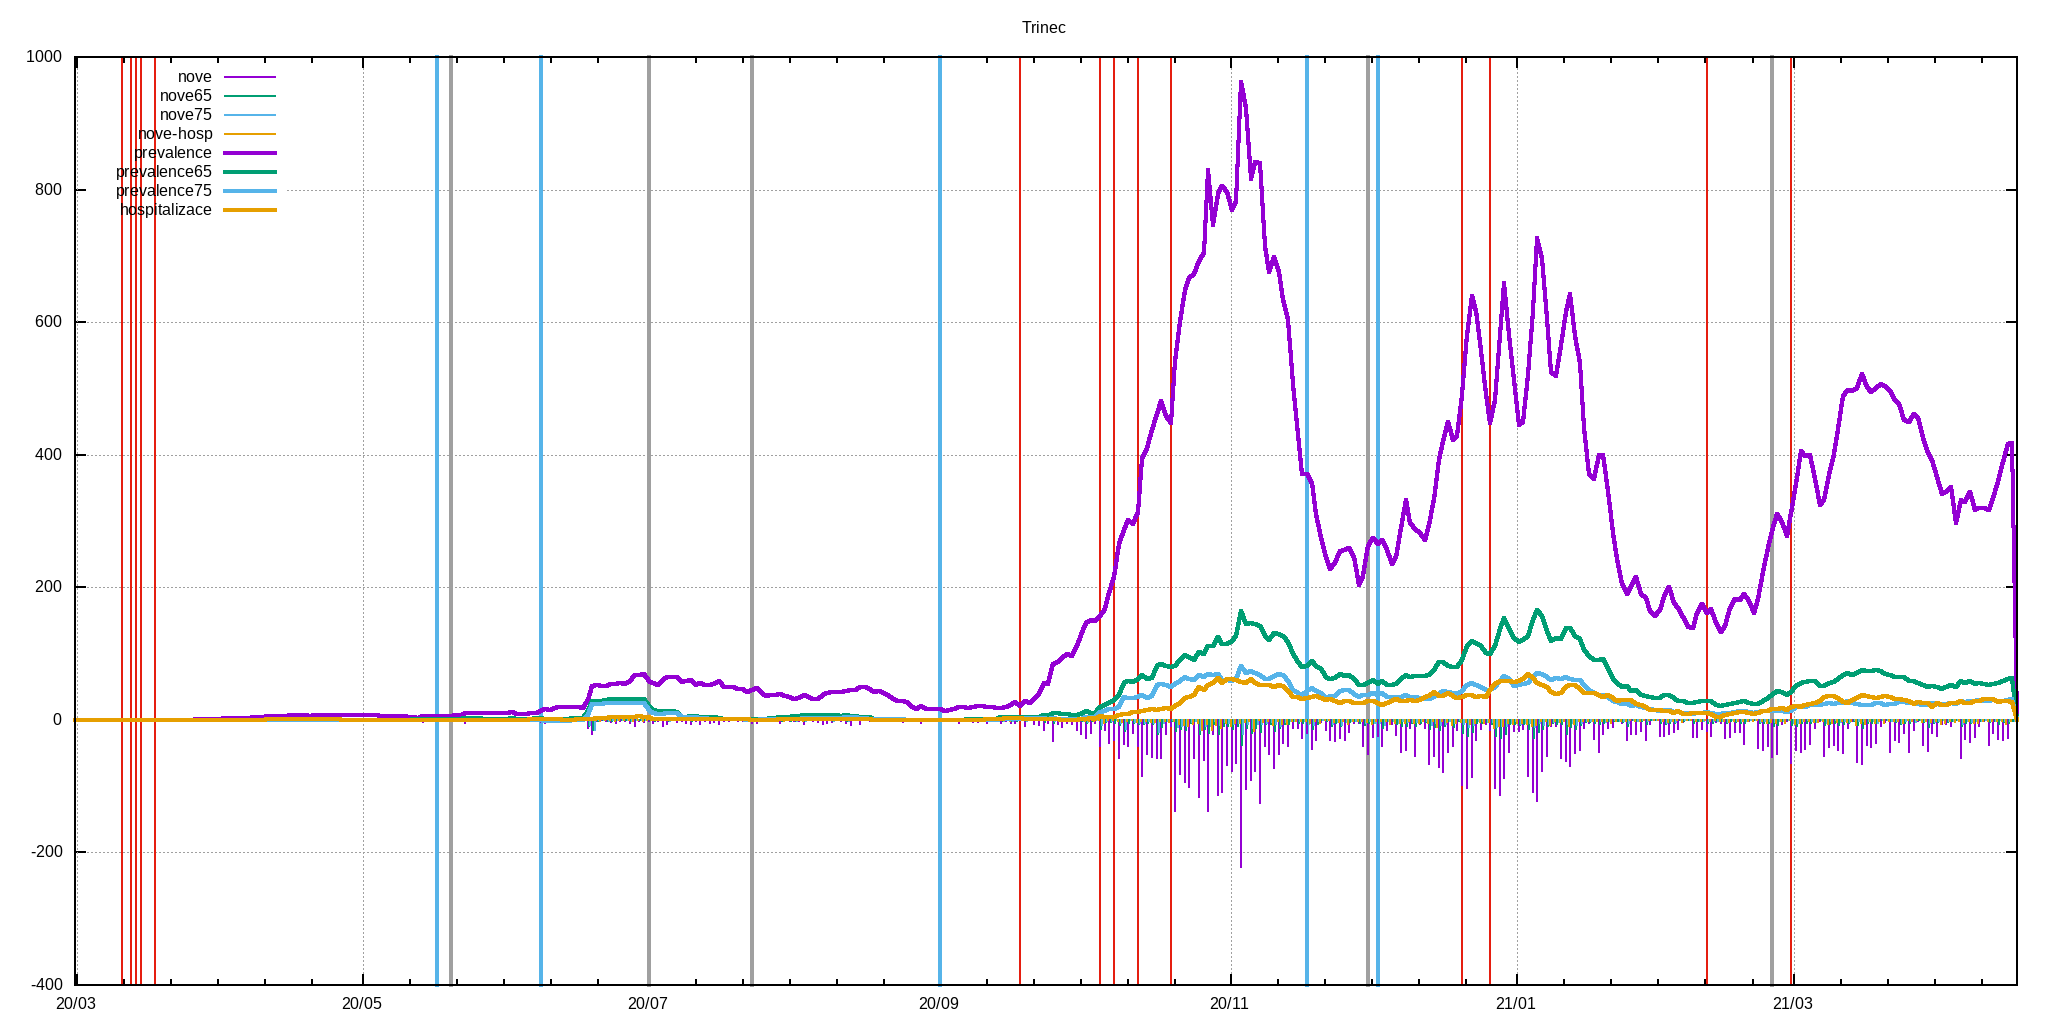 Trinec
1000
800
600
400
200
0
-200
-400
nove
nove65
nove75
nove-hosp
prevalence
prevalence65
prevalence75
hospitalizace
20/03 20/05 20/07 20/09 20/11 21/01 21/03